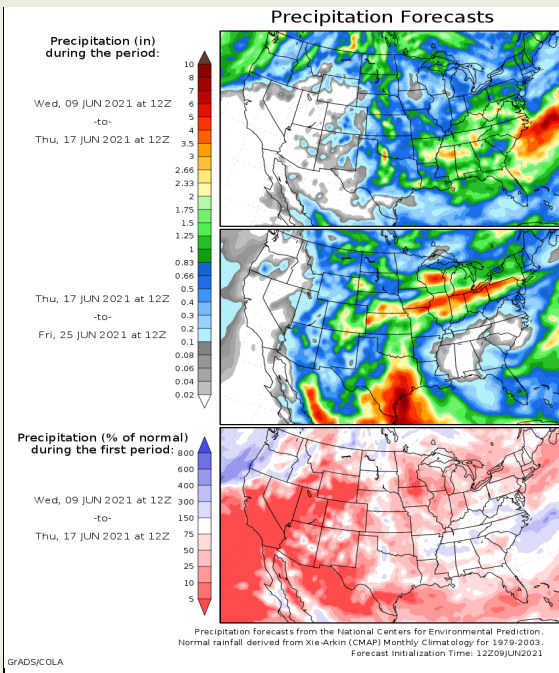 Precipitation Forecasts
Precipitation (in)
during the period:
Wed, 09 JUN 2021 at 12Z
-to-
Thu, 17 JUN 2021 at 12Z
10
8
7
6
5
4
3.5
3
2.66
2.33
2
1.75
1.5
1.25
1
0.83
0.66
0.5
0.4
0.3
0.2
0.1
0.08
0.06
0.04
0.02
Thu, 17 JUN 2021 at 12Z
-to-
Fri, 25 JUN 2021 at 12Z
Precipitation (% of normal)
during the first period:
800
600
400
300
150
75
50
25
10
5
Wed, 09 JUN 2021 at 12Z
-to-
Thu, 17 JUN 2021 at 12Z
Precipitation forecasts from the National Centers for Environmental Prediction.
Normal rainfall derived from Xie-Arkin (CMAP) Monthly Climatology for 1979-2003.
Forecast Initialization Time: 12Z09JUN2021
GrADS/COLA